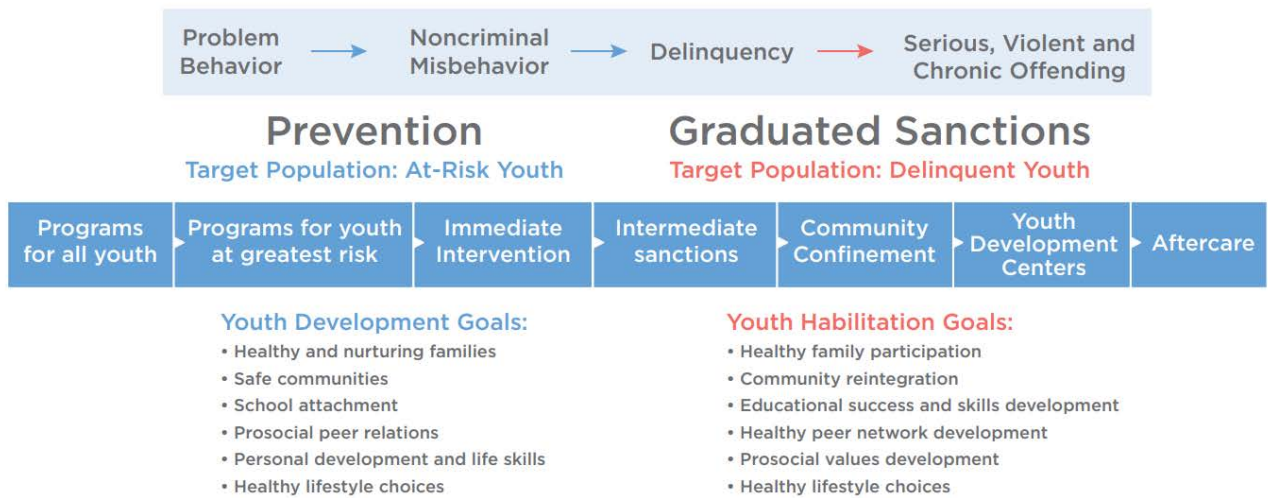 Problem
Behavior
Noncriminal
Misbehavior
Delinquency
Serious, Violent and
Chronic Offending
Prevention
Target Population: At-Risk Youth
Graduated Sanctions
Target Population: Delinquent Youth
Programs
for all youth
Programs for youth
at greatest risk
Immediate
Intervention
Intermediate
sanctions
Community
Confinement
Youth
Development
Centers
Aftercare
Youth Development Goals:
• Healthy and nurturing families
• Safe communities
• School attachment
• Prosocial peer relations
• Personal development and life skills
• Healthy lifestyle choices
Youth Habilitation Goals:
• Healthy family participation
• Community reintegration
• Educational success and skills development
• Healthy peer network development
• Prosocial values development
• Healthy lifestyle choices